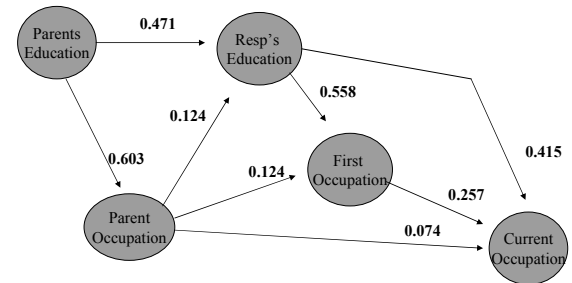 Parents
Education
0.471
Resp's
Education
0.558
0.124
0.603
First
Occupation
0.124
0.415
0.257
Parent
Occupation
0.074
Current
Occupation